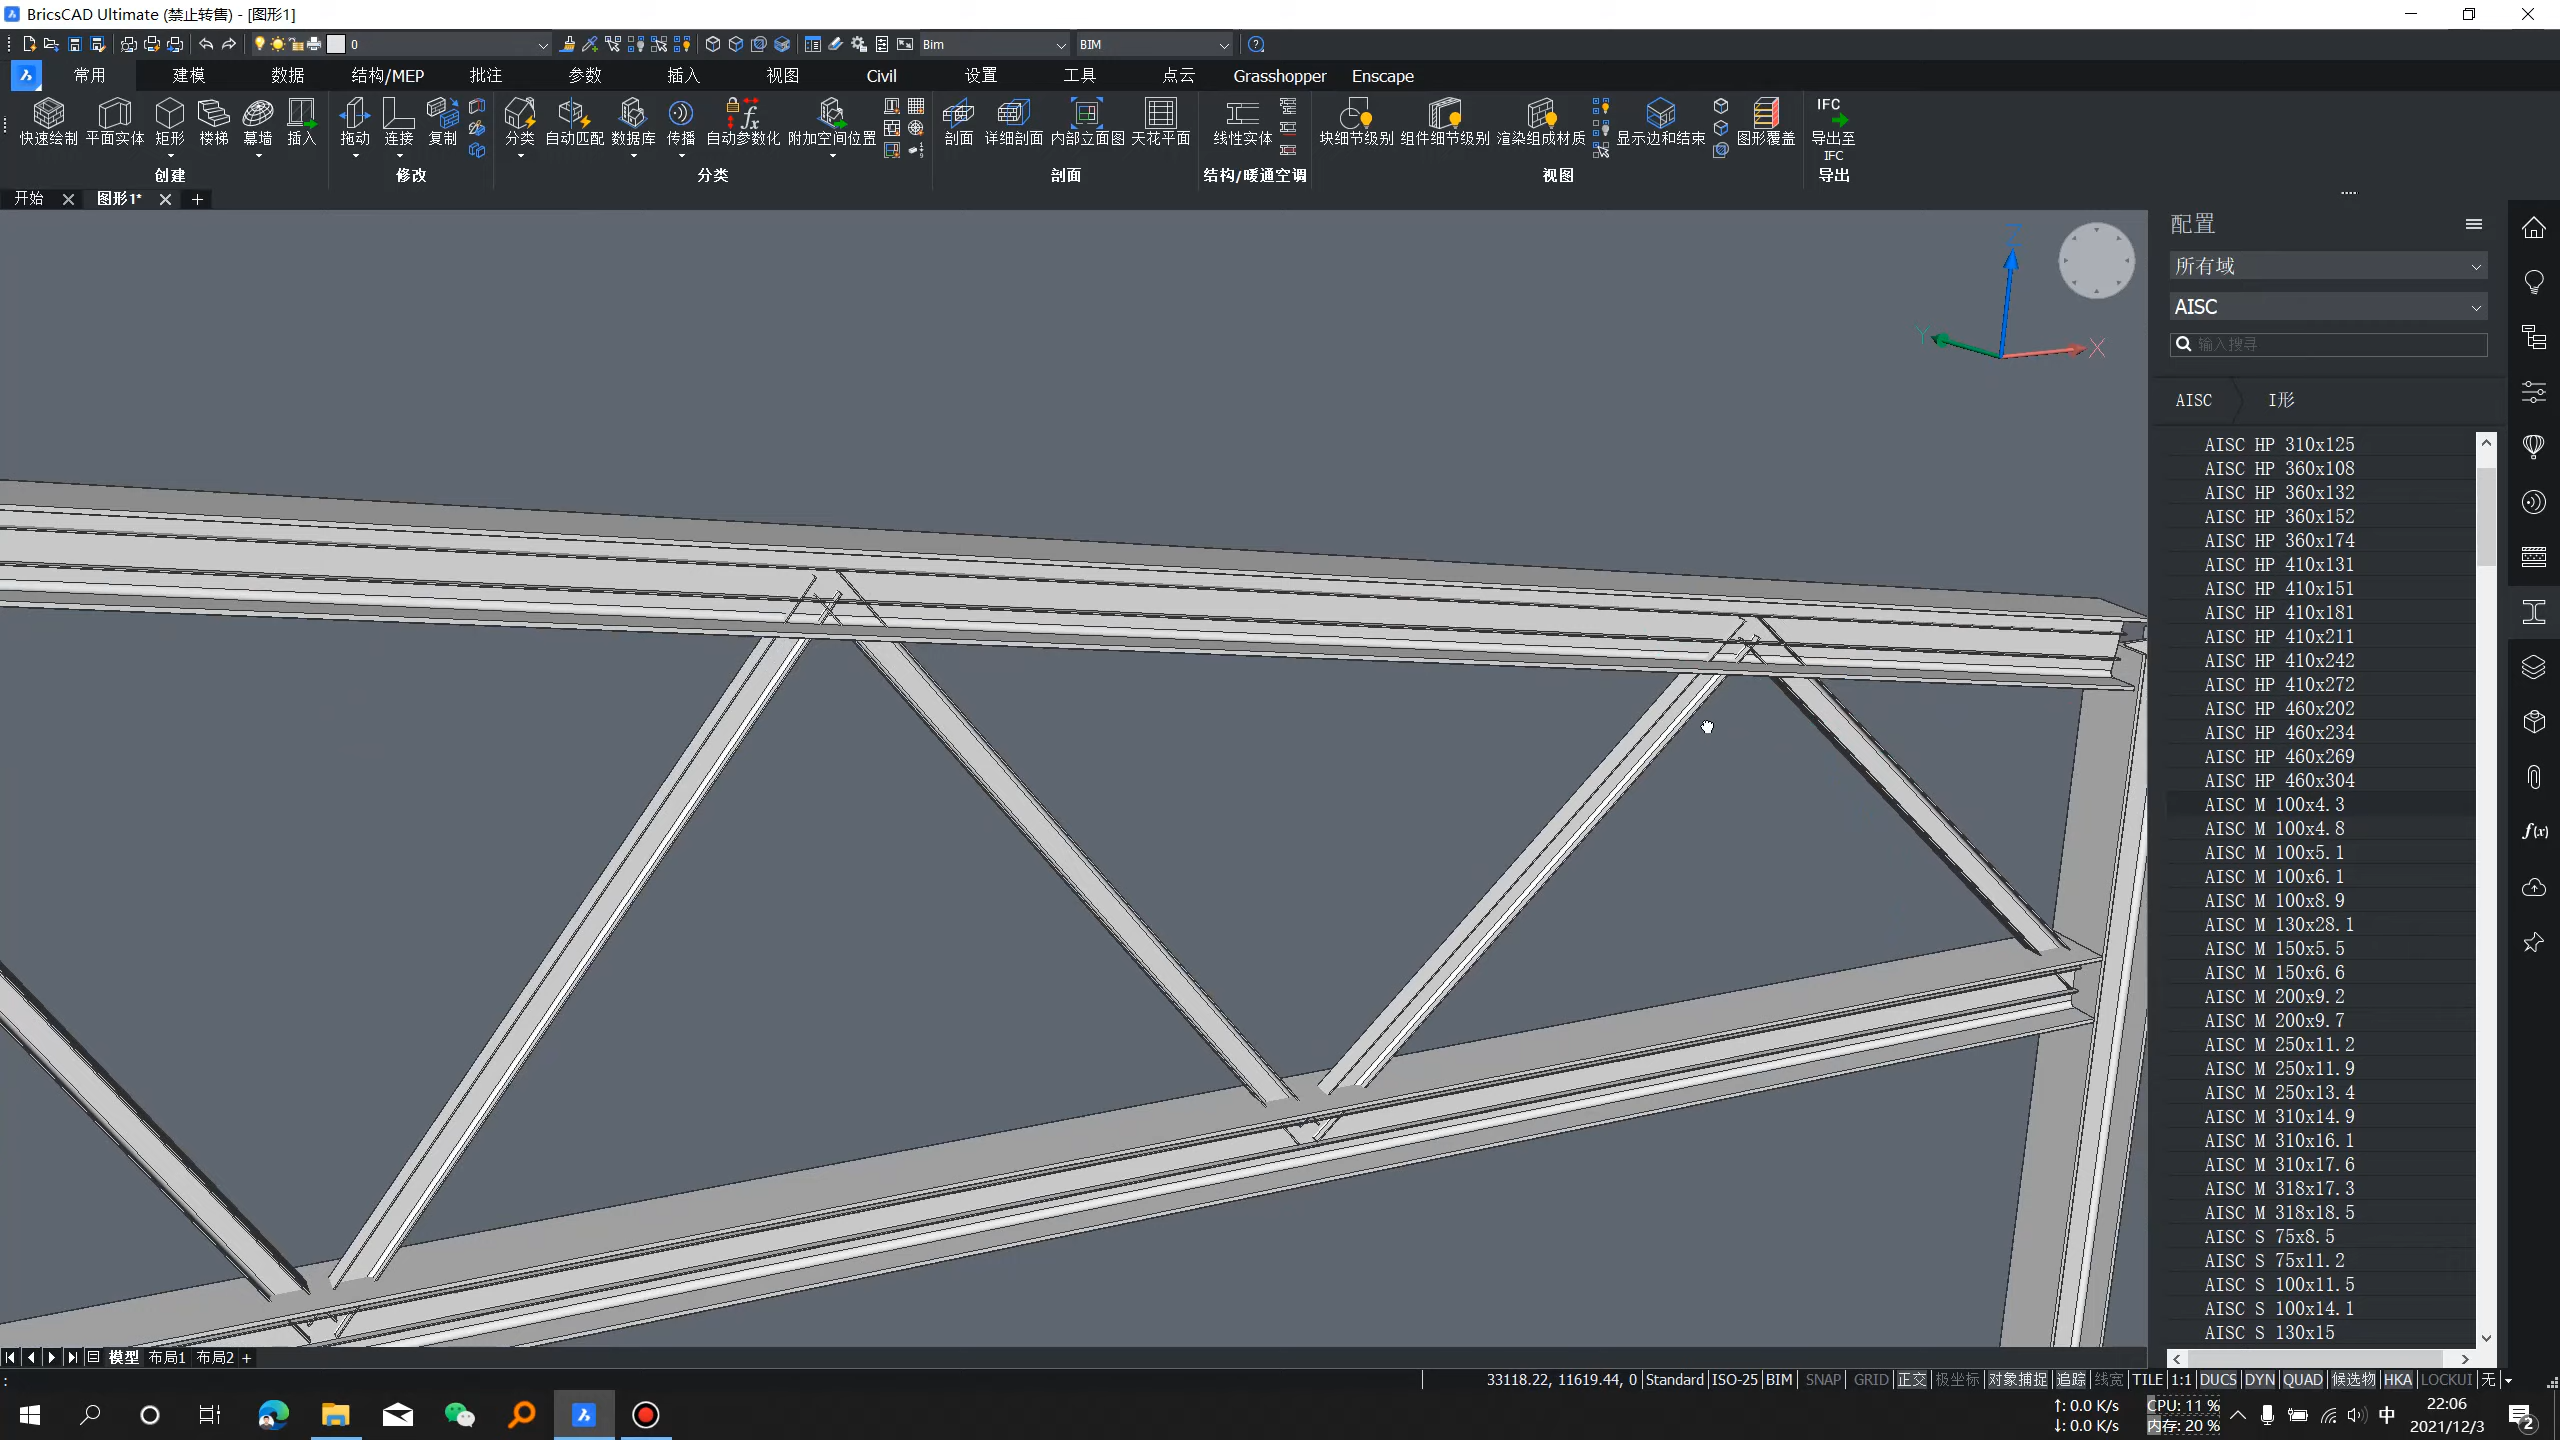 BricsCAD Ultimate (禁止转售) - [图形1]
0
Bim
BIM
常用 建模 数据 结构/MEP 批注 参数 插入 视图 Civil 设置 工具 点云 Grasshopper Enscape
快速绘制 平面实体 矩形 楼梯 幕墙 插入 拖动 连接 复制 分类 自动匹配 数据库 传播 自动参数化 附加空间位置 剖面 详细剖面 内部立面图 天花平面 线性实体 块细节级别 组件细节级别 渲染组成材质 显示边和结束 图形覆盖 IFC 导出至 IFC
创建 修改 分类 剖面 结构/暖通空调 视图 导出
开始 图形1*
Z
Y
X
配置
所有域
AISC
输入搜寻
AISC I形
AISC HP 310x125
AISC HP 360x108
AISC HP 360x132
AISC HP 360x152
AISC HP 360x174
AISC HP 410x131
AISC HP 410x151
AISC HP 410x181
AISC HP 410x211
AISC HP 410x242
AISC HP 410x272
AISC HP 460x202
AISC HP 460x234
AISC HP 460x269
AISC HP 460x304
AISC M 100x4.3
AISC M 100x4.8
AISC M 100x5.1
AISC M 100x6.1
AISC M 100x8.9
AISC M 130x28.1
AISC M 150x5.5
AISC M 150x6.6
AISC M 200x9.2
AISC M 200x9.7
AISC M 250x11.2
AISC M 250x11.9
AISC M 250x13.4
AISC M 310x14.9
AISC M 310x16.1
AISC M 310x17.6
AISC M 318x17.3
AISC M 318x18.5
AISC S 75x8.5
AISC S 75x11.2
AISC S 100x11.5
AISC S 100x14.1
AISC S 130x15
f(x)
模型 布局1 布局2 +
:
33118.22, 11619.44, 0 Standard ISO-25 BIM SNAP GRID 正交 极坐标 对象捕捉 追踪 线宽 TILE 1:1 DUCS DYN QUAD 候选物 HKA LOCKUI 无
↑: 0.0 K/s
↓: 0.0 K/s
CPU: 11 %
内存: 20 %
中
22:06
2021/12/3
2